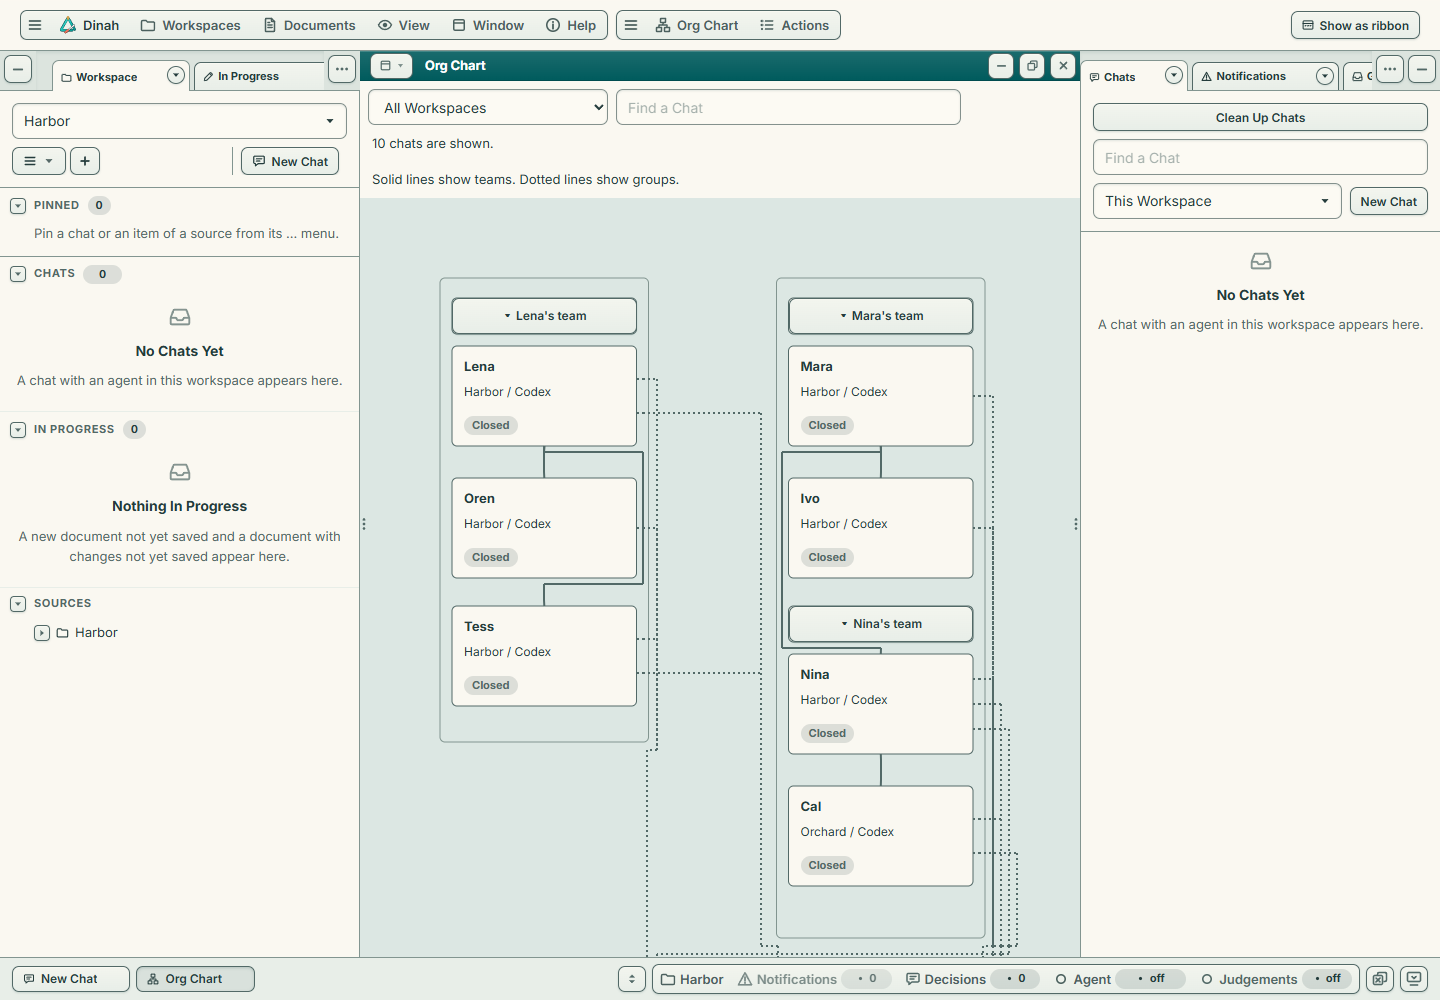 Dinah Workspaces Documents View Window Help Org Chart Actions Show as ribbon
Workspace In Progress
Harbor
New Chat
PINNED 0
Pin a chart or an item of a source from its ... menu.
CHATS 0
No Chats Yet
A chat with an agent in this workspace appears here.
IN PROGRESS 0
Nothing In Progress
A new document not yet saved and a document with
changes not yet saved appear here.
SOURCES
Harbor
Org Chart
All Workspaces Find a Chat
10 chats are shown.
Solid lines show teams. Dotted lines show groups.
Lena's team
Lena
Harbor / Codex
Closed
Oren
Harbor / Codex
Closed
Tess
Harbor / Codex
Closed
Mara's team
Mara
Harbor / Codex
Closed
Ivo
Harbor / Codex
Closed
Nina's team
Nina
Harbor / Codex
Closed
Cal
Orchard / Codex
Closed
Chats Notifications
Clean Up Chats
Find a Chat
This Workspace New Chat
No Chats Yet
A chat with an agent in this workspace appears here.
New Chat Org Chart Harbor Notifications • 0 Decisions • 0 Agent • off Judgements • off